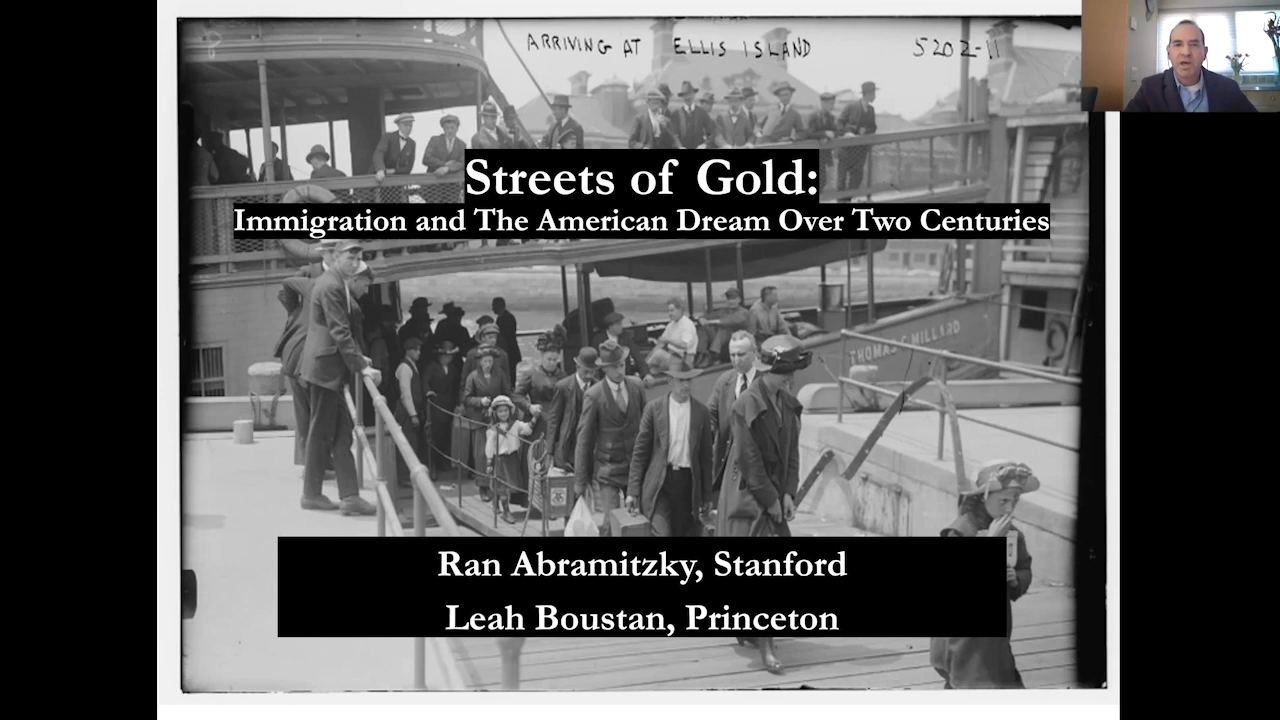 ARRIVING AT ELLIS ISLAND 5202-11
Streets of Gold:
Immigration and The American Dream Over Two Centuries
THOMAS C. MILLARD
Ran Abramitzky, Stanford
Leah Boustan, Princeton